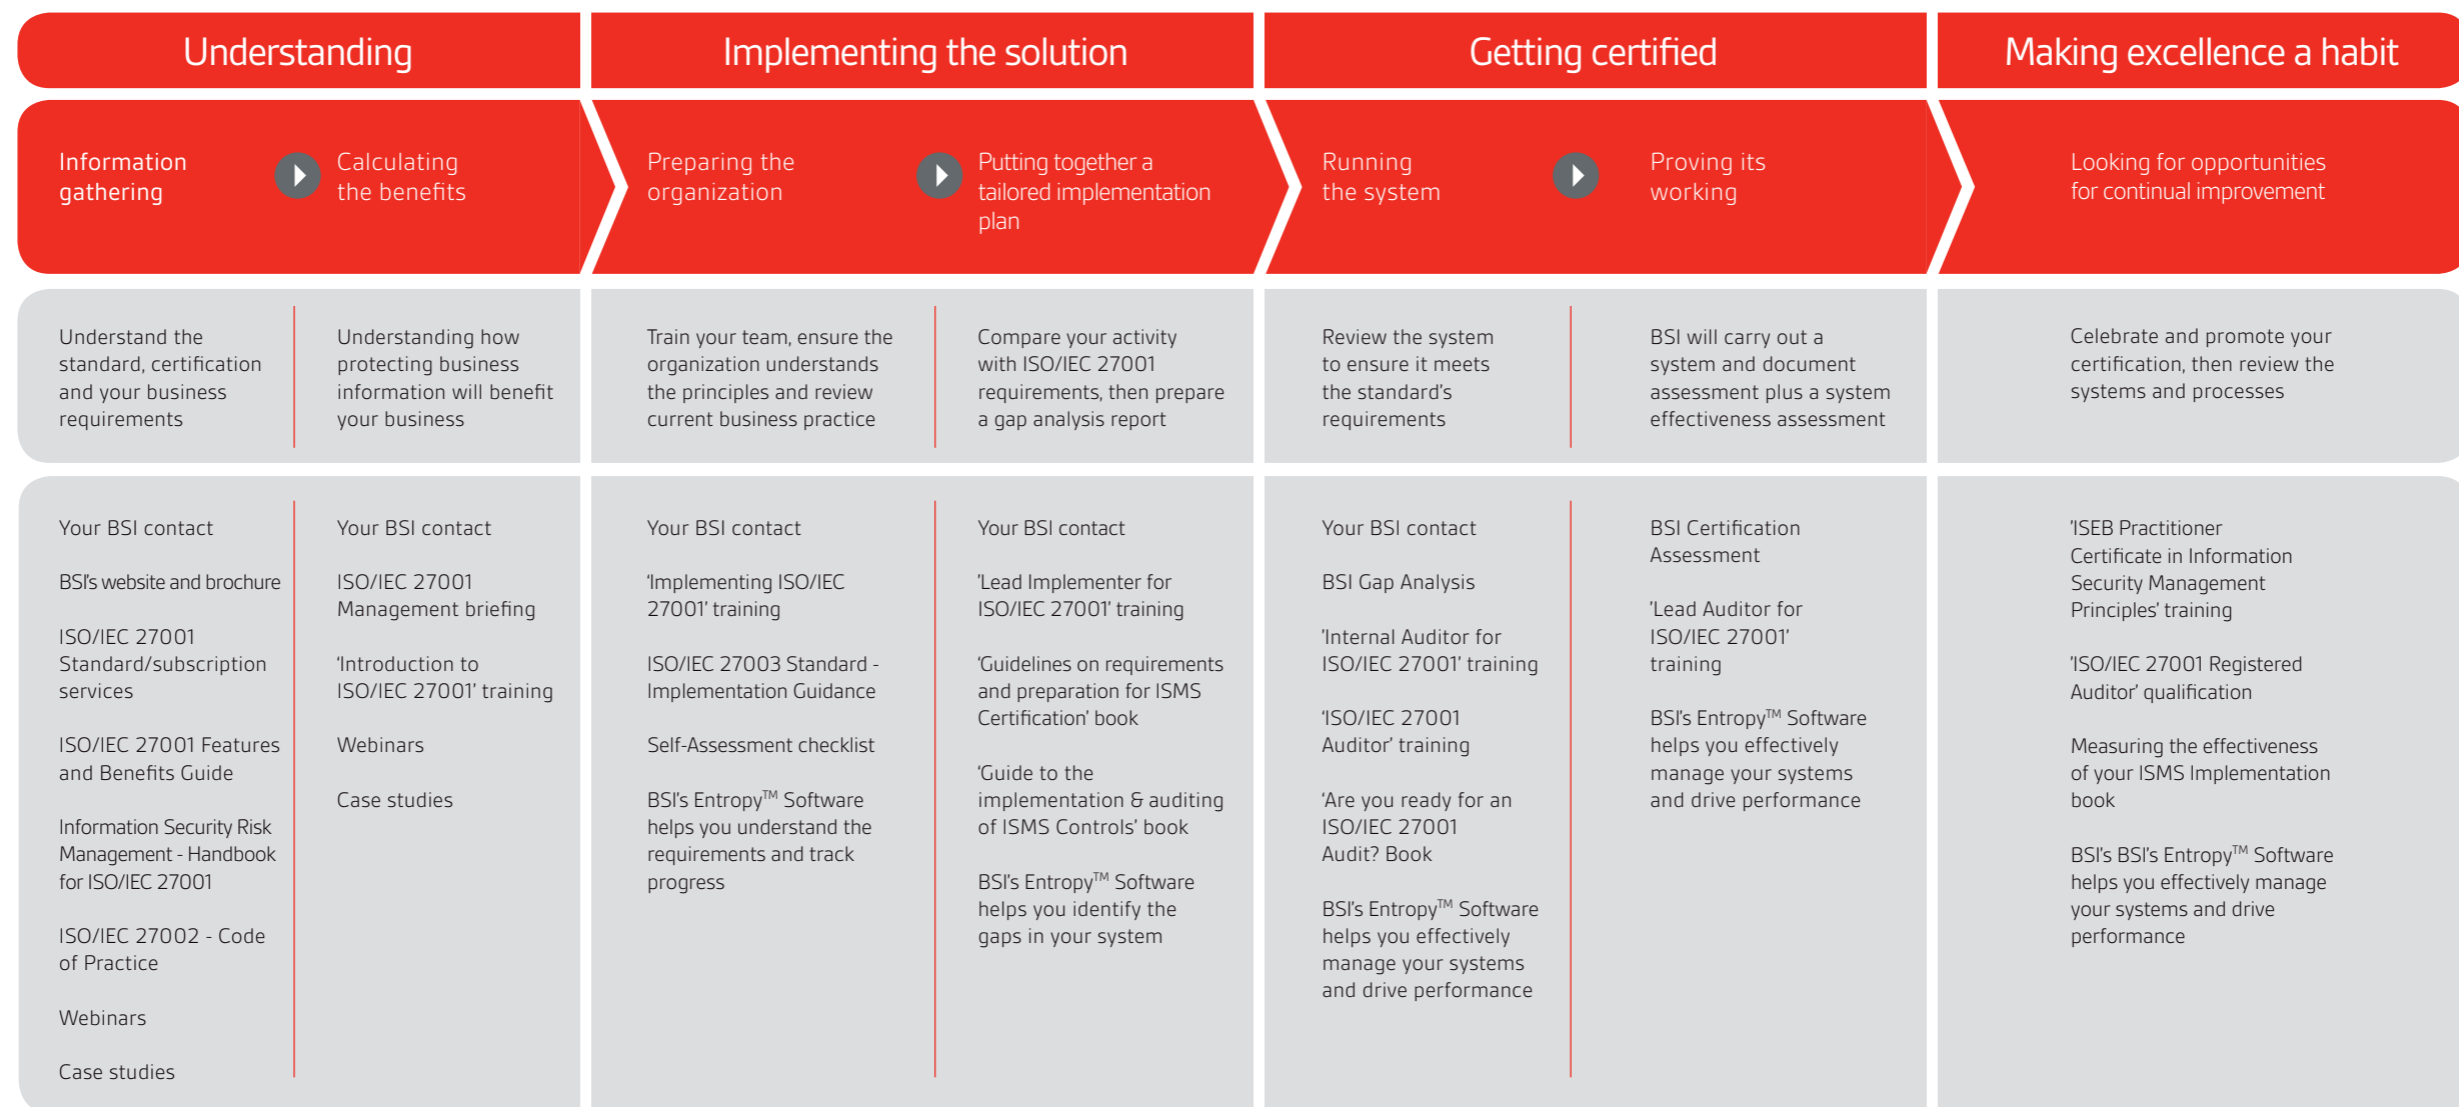 Understanding
Implementing the solution
Getting certified
Making excellence a habit
Information
gathering
Calculating
the benefits
Preparing the
organization
Putting together a
tailored implementation
plan
Running
the system
Proving its
working
Looking for opportunities
for continual improvement
Understand the
standard, certification
and your business
requirements
Understanding how
protecting business
information will benefit
your business
Train your team, ensure the
organization understands
the principles and review
current business practice
Compare your activity
with ISO/IEC 27001
requirements, then prepare
a gap analysis report
Review the system
to ensure it meets
the standard's
requirements
BSI will carry out a
system and document
assessment plus a system
effectiveness assessment
Celebrate and promote your
certification, then review the
systems and processes
Your BSI contact
BSI's website and brochure
ISO/IEC 27001
Standard/subscription
services
ISO/IEC 27001 Features
and Benefits Guide
Information Security Risk
Management - Handbook
for ISO/IEC 27001
ISO/IEC 27002 - Code
of Practice
Webinars
Case studies
Your BSI contact
ISO/IEC 27001
Management briefing
‘Introduction to
ISO/IEC 27001’ training
Webinars
Case studies
Your BSI contact
‘Implementing ISO/IEC
27001’ training
ISO/IEC 27003 Standard -
Implementation Guidance
Self-Assessment checklist
BSI's Entropy™ Software
helps you understand the
requirements and track
progress
Your BSI contact
’Lead Implementer for
ISO/IEC 27001’ training
‘Guidelines on requirements
and preparation for ISMS
Certification’ book
‘Guide to the
implementation & auditing
of ISMS Controls’ book
BSI's Entropy™ Software
helps you identify the
gaps in your system
Your BSI contact
BSI Gap Analysis
’Internal Auditor for
ISO/IEC 27001’ training
‘ISO/IEC 27001
Auditor’ training
‘Are you ready for an
ISO/IEC 27001
Audit? Book
BSI's Entropy™ Software
helps you effectively
manage your systems
and drive performance
BSI Certification
Assessment
’Lead Auditor for
ISO/IEC 27001’
training
BSI's Entropy™ Software
helps you effectively
manage your systems
and drive performance
’ISEB Practitioner
Certificate in Information
Security Management
Principles’ training
’ISO/IEC 27001 Registered
Auditor’ qualification
Measuring the effectiveness
of your ISMS Implementation
book
BSI's BSI's Entropy™ Software
helps you effectively manage
your systems and drive
performance